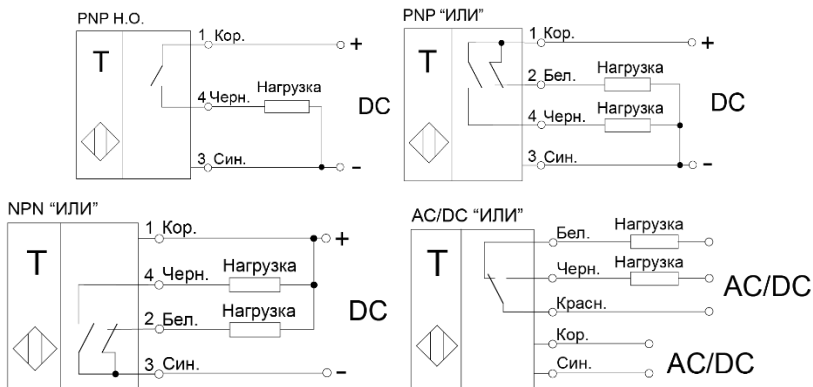 PNP Н.О.
1 Кор.
+
T
4 Черн.
Нагрузка
DC
3 Син.
-
PNP “ИЛИ”
1 Кор.
+
T
2 Бел.
Нагрузка
DC
4 Черн.
Нагрузка
3 Син.
-
NPN “ИЛИ”
1 Кор.
+
T
4 Черн.
Нагрузка
DC
2 Бел.
Нагрузка
3 Син.
-
AC/DC “ИЛИ”
Бел.
Нагрузка
T
Черн.
Нагрузка
AC/DC
Красн.
Кор.
AC/DC
Син.